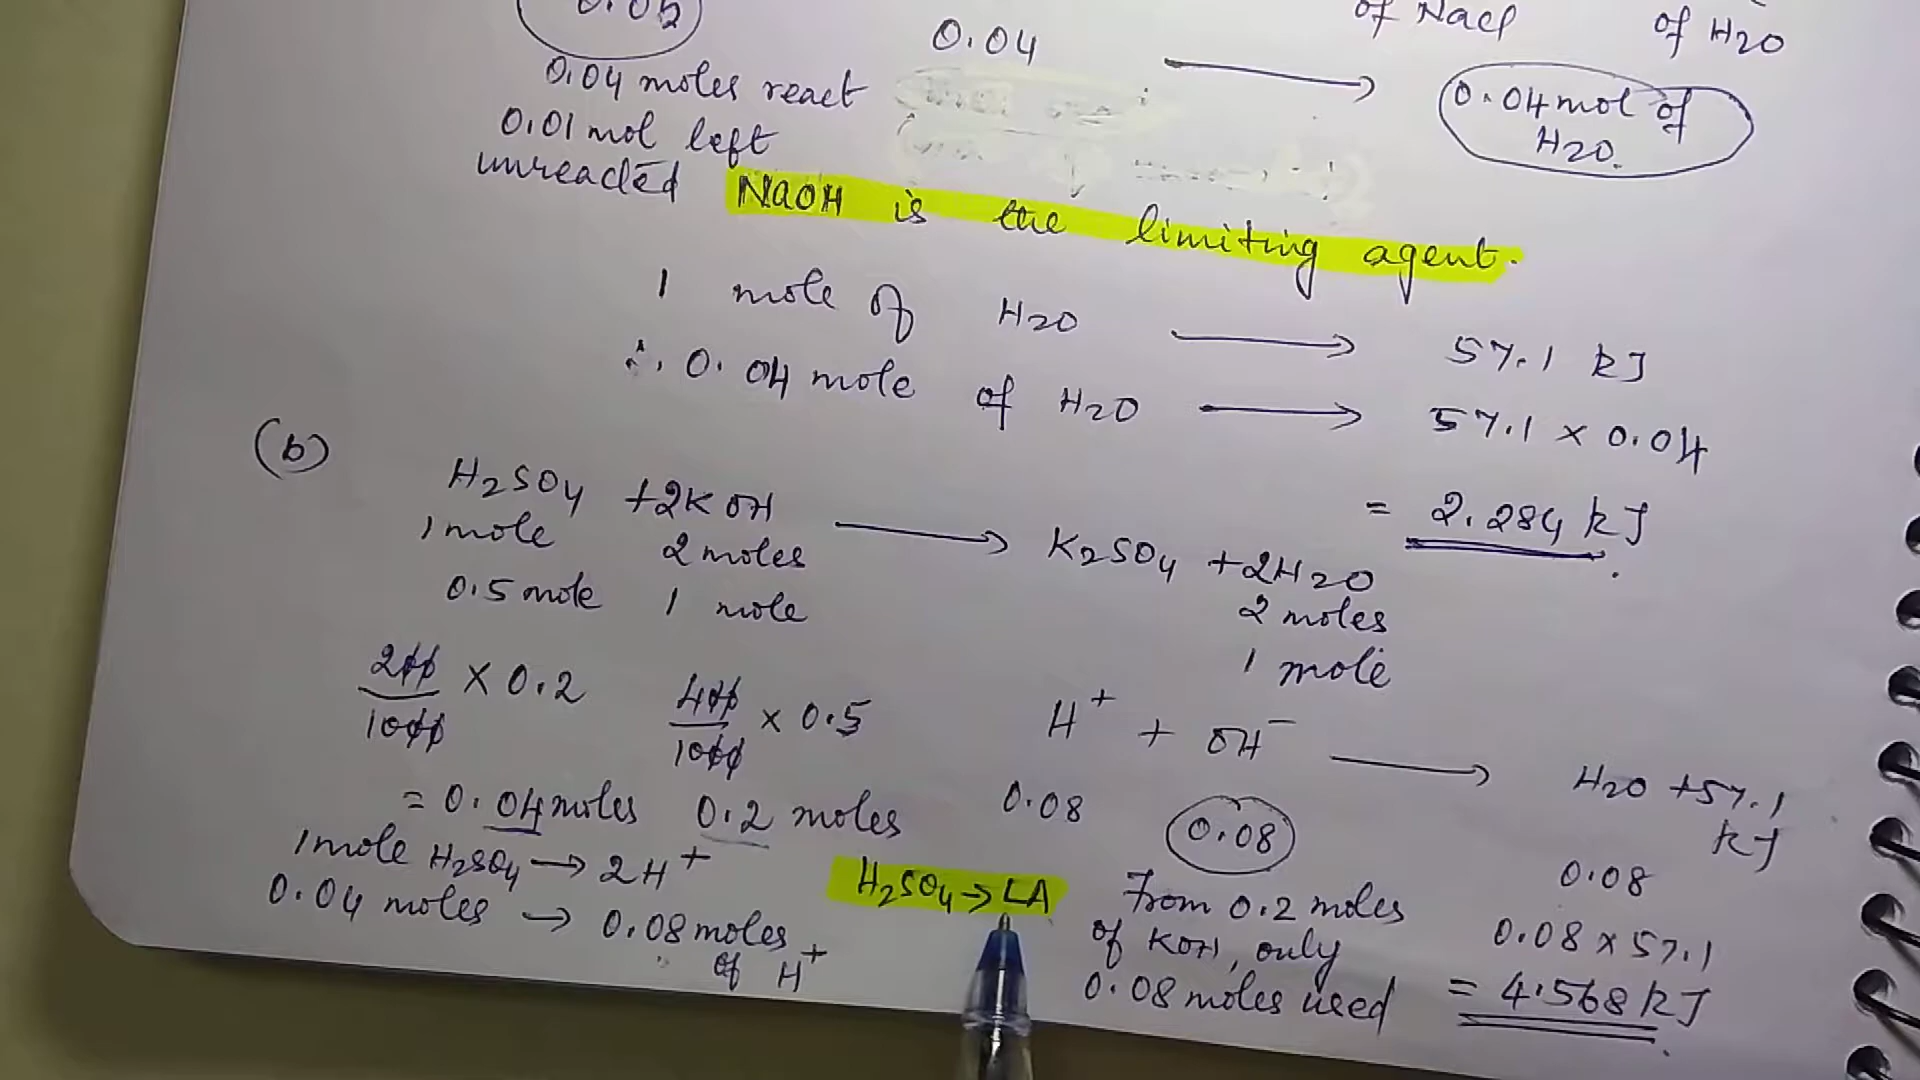 0.05
0.04
of NaCl of H2O
0.04 moles react
0.01 mol left
unreacted
0.04 mol of
H2O.
NaOH is the limiting agent.
1 mole of H2O → 57.1 kJ
∴ 0.04 mole of H2O → 57.1 × 0.04
= 2.284 kJ
(b)
H2SO4 + 2KOH → K2SO4 + 2H2O
1 mole 2 moles 2 moles
0.5 mole 1 mole 1 mole
200/1000 × 0.2 400/1000 × 0.5
= 0.04 moles 0.2 moles
H+ + OH- → H2O + 57.1
kJ
0.08 0.08 0.08
1 mole H2SO4 → 2H+
0.04 moles → 0.08 moles
of H+
H2SO4 → LA
From 0.2 moles
of KOH, only
0.08 moles used
0.08 × 57.1
= 4.568 kJ